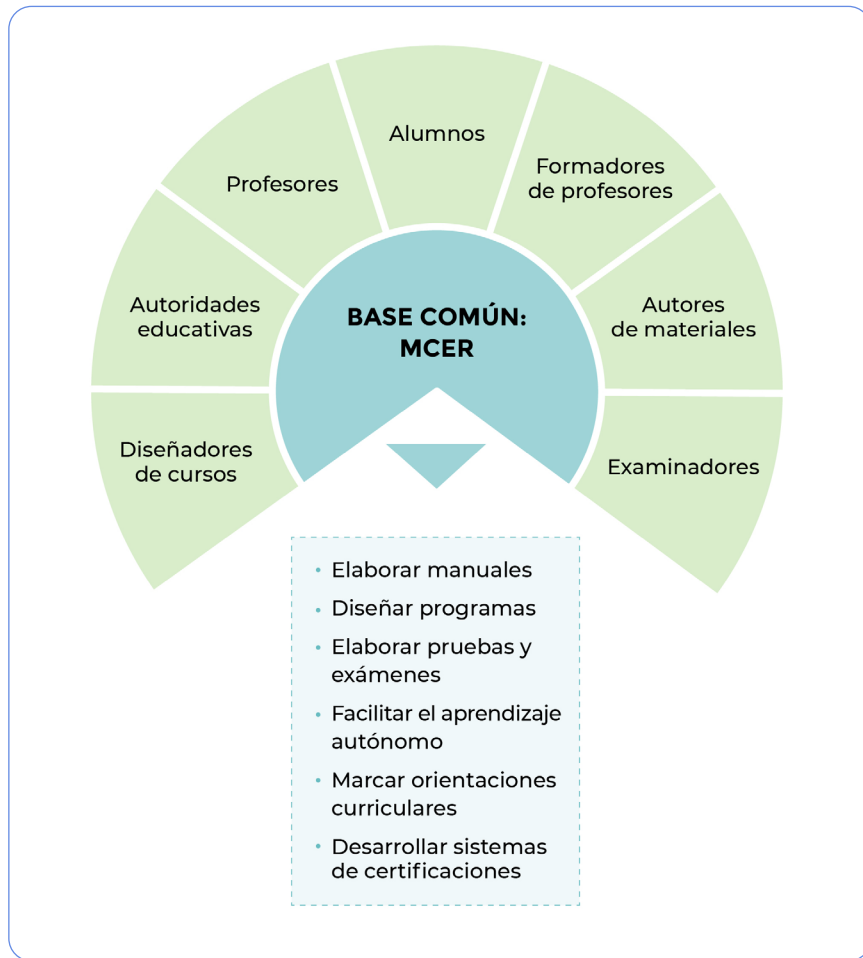 Alumnos
Profesores
Formadores
de profesores
Autoridades
educativas
Autores
de materiales
BASE COMÚN:
MCER
Diseñadores
de cursos
Examinadores
• Elaborar manuales
• Diseñar programas
• Elaborar pruebas y
exámenes
• Facilitar el aprendizaje
autónomo
• Marcar orientaciones
curriculares
• Desarrollar sistemas
de certificaciones